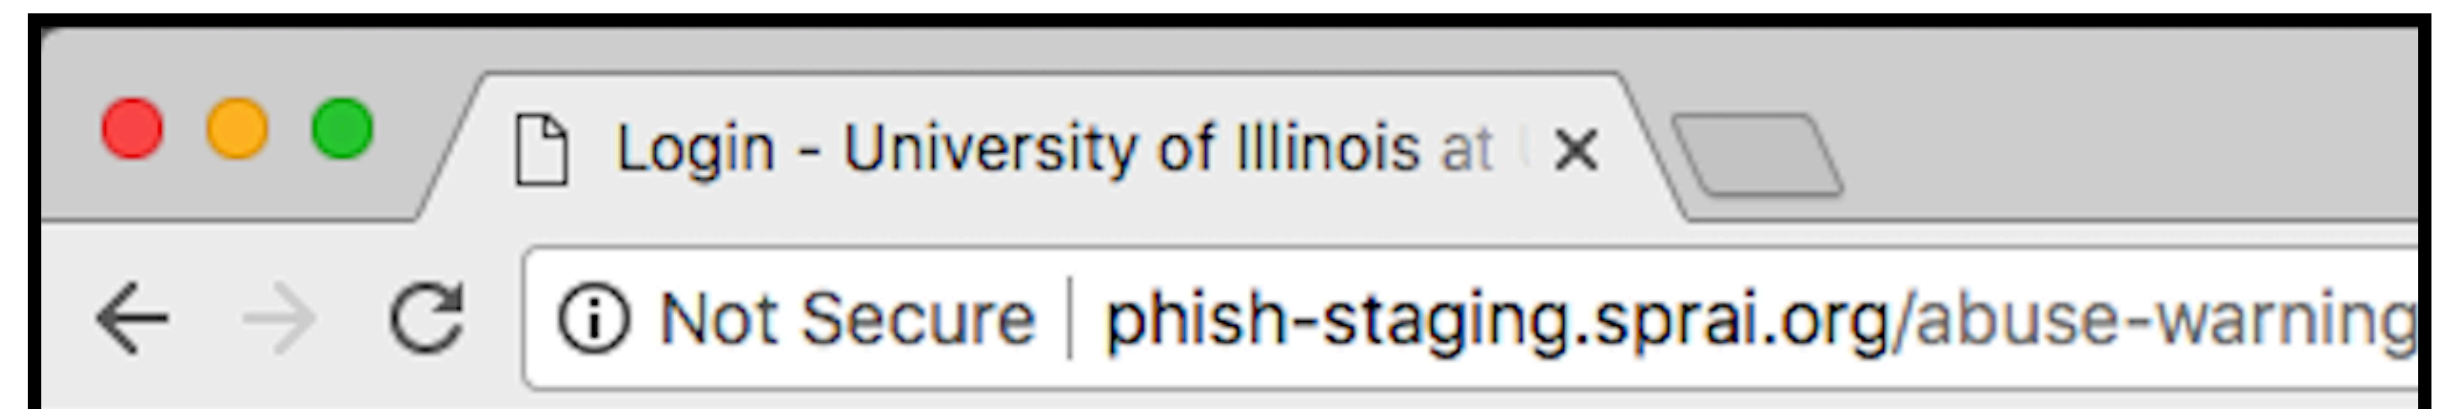 Login - University of Illinois at
Not Secure | phish-staging.sprai.org/abuse-warning